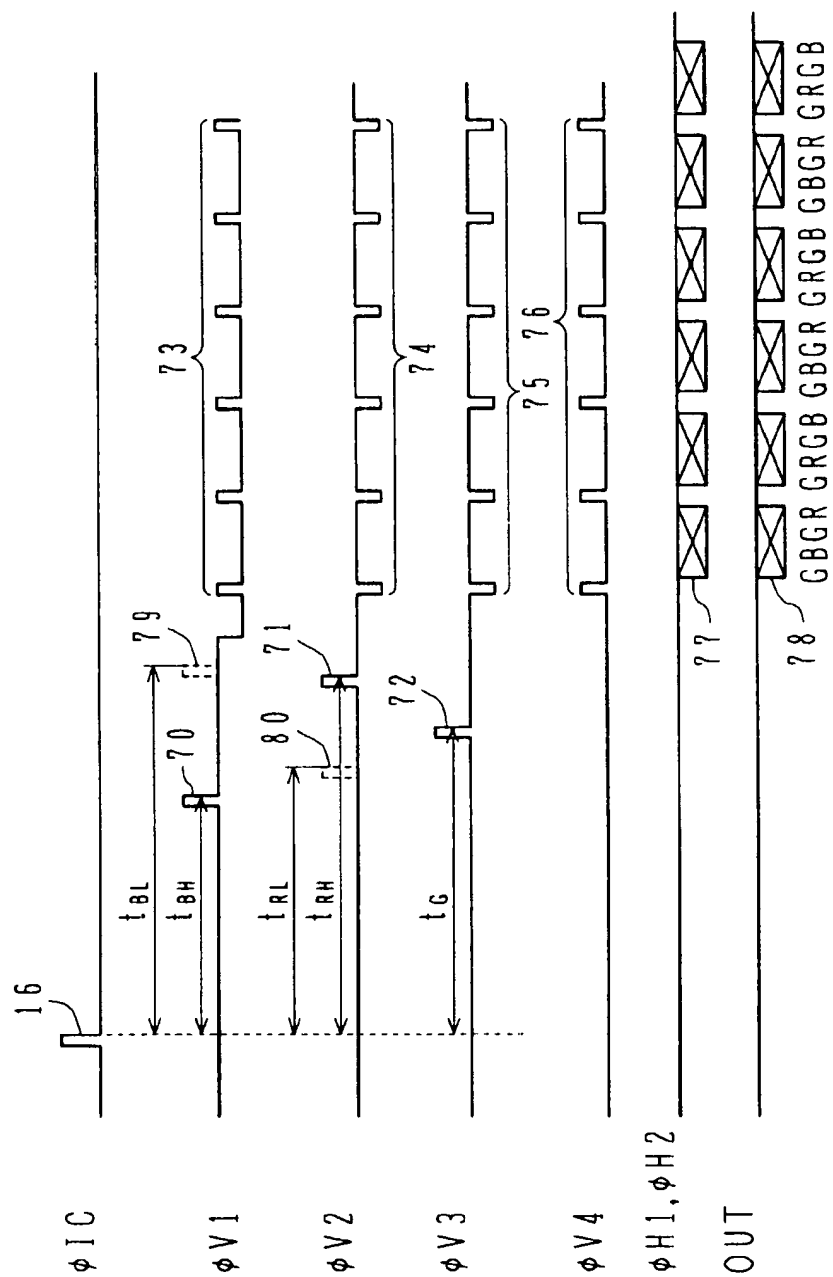 φIC
16
φV1
tBL
tBH
70
79
73
φV2
tRL
tRH
80
71
74
φV3
tG
72
75
φV4
76
φH1,φH2
77
OUT
78
GBGR GRGB GBGR GRGB GBGR GRGB